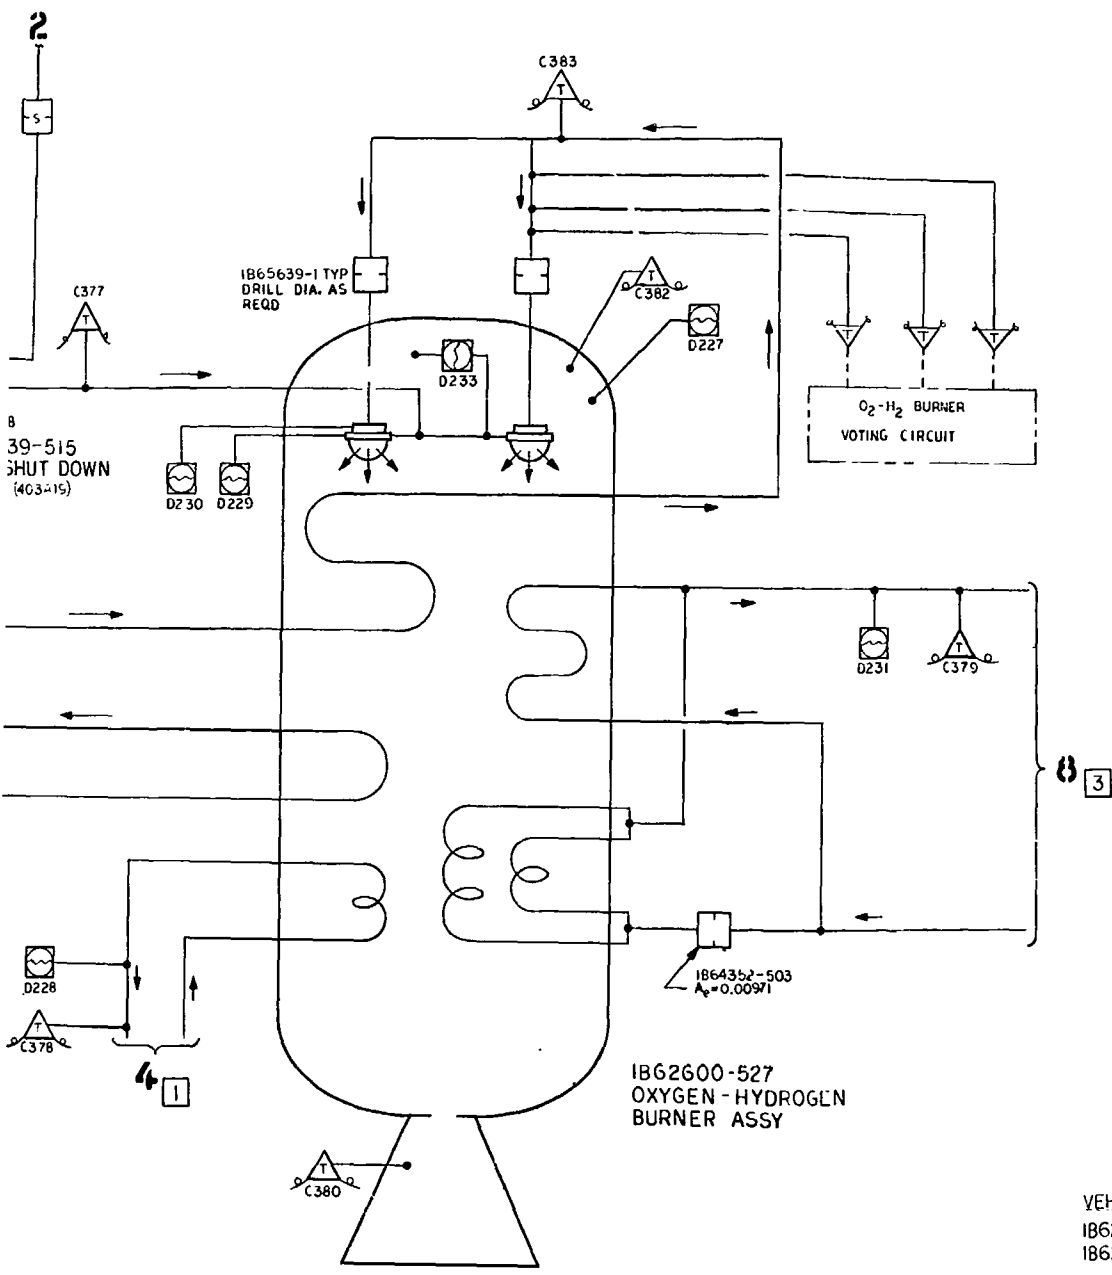 2
S
C383
T
1B65639-1 TYP
DRILL DIA. AS
REQD
C377
T
T
C382
D227
D233
O2-H2 BURNER
VOTING CIRCUIT
T
T
T
B
39-515
SHUT DOWN
(403A19)
D230
D229
D231
T
C379
8
3
D228
T
C378
4
1
1B64352-503
Ae=0.00971
1B62600-527
OXYGEN-HYDROGEN
BURNER ASSY
T
C380
VEH
1B62
1B6